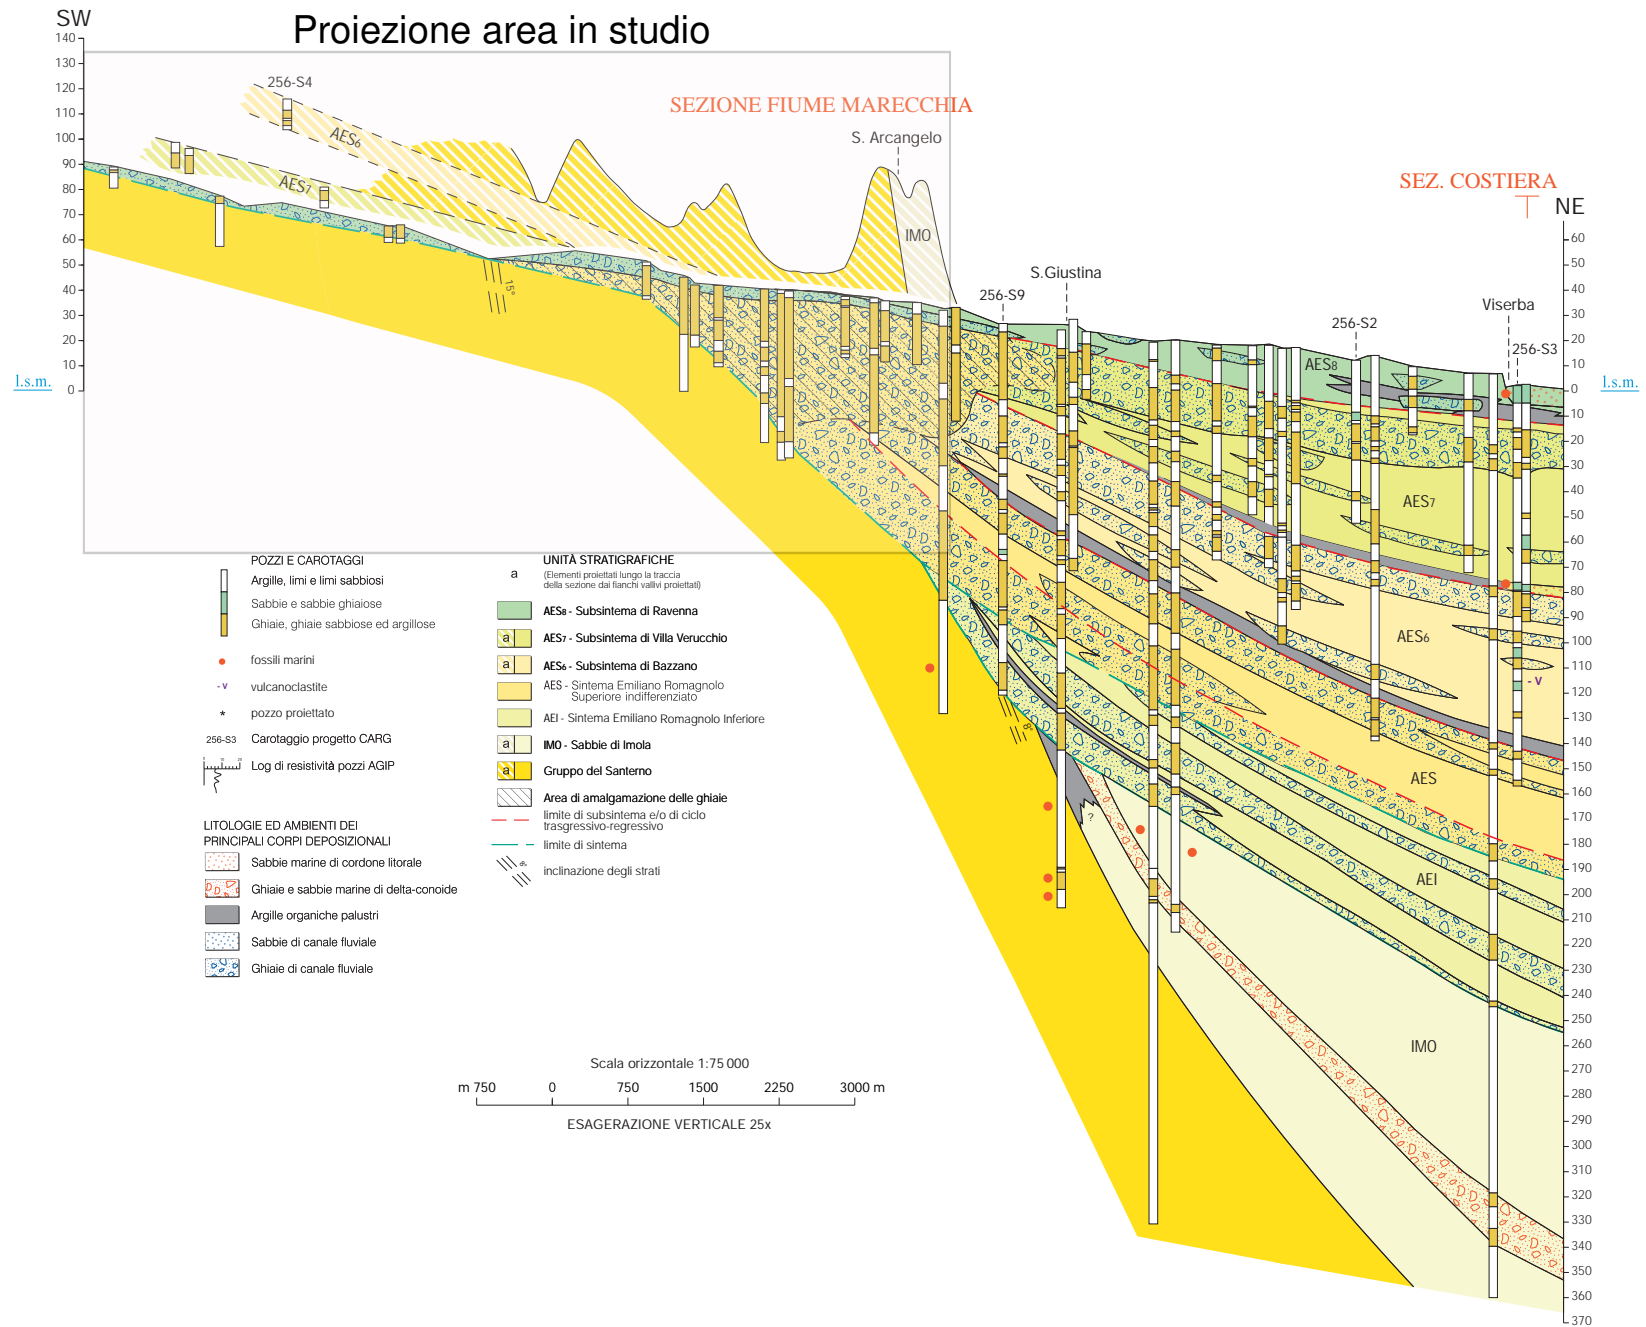 SW
Proiezione area in studio
140
130
120
110
100
90
80
70
60
50
40
30
20
10
0
l.s.m.
256-S4
AES6
AES7
SEZIONE FIUME MARECCHIA
S. Arcangelo
IMO
15°
S.Giustina
256-S9
256-S2
Viserba
256-S3
SEZ. COSTIERA
NE
60
50
40
30
20
10
0
l.s.m.
10
20
30
40
50
60
70
80
90
100
110
120
130
140
150
160
170
180
190
200
210
220
230
240
250
260
270
280
290
300
310
320
330
340
350
360
370
AES8
AES7
AES6
- V
AES
AEI
IMO
8°
?
POZZI E CAROTAGGI
Argille, limi e limi sabbiosi
Sabbie e sabbie ghiaiose
Ghiaie, ghiaie sabbiose ed argillose
fossili marini
- V vulcanoclastite
* pozzo proiettato
256-S3 Carotaggio progetto CARG
Log di resistività pozzi AGIP
LITOLOGIE ED AMBIENTI DEI
PRINCIPALI CORPI DEPOSIZIONALI
Sabbie marine di cordone litorale
Ghiaie e sabbie marine di delta-conoide
Argille organiche palustri
Sabbie di canale fluviale
Ghiaie di canale fluviale
UNITÀ STRATIGRAFICHE
a (Elementi proiettati lungo la traccia
della sezione dai fianchi vallivi proiettati)
AES8 - Subsintema di Ravenna
a AES7 - Subsintema di Villa Verucchio
a AES6 - Subsintema di Bazzano
AES - Sintema Emiliano Romagnolo
Superiore indifferenziato
AEI - Sintema Emiliano Romagnolo Inferiore
a IMO - Sabbie di Imola
a Gruppo del Santerno
Area di amalgamazione delle ghiaie
limite di subsintema e/o di ciclo
trasgressivo-regressivo
limite di sintema
8° inclinazione degli strati
Scala orizzontale 1:75 000
m 750 0 750 1500 2250 3000 m
ESAGERAZIONE VERTICALE 25x